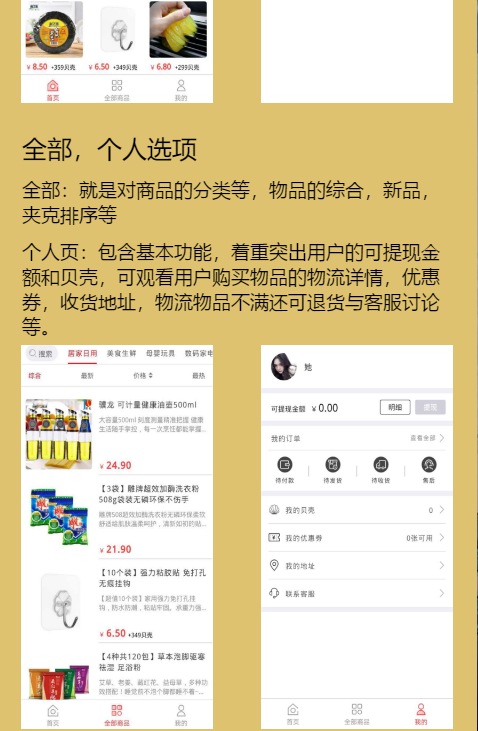 ¥ 8.50 +359贝壳 ¥ 6.50 +349贝壳 ¥ 6.80 +299贝壳
首页 全部商品 我的
全部，个人选项
全部：就是对商品的分类等，物品的综合，新品，
夹克排序等
个人页：包含基本功能，着重突出用户的可提现金
额和贝壳，可观看用户购买物品的物流详情，优惠
券，收货地址，物流物品不满还可退货与客服讨论
等。
搜索 居家日用 美食生鲜 母婴玩具 数码家电
综合 最新 价格 最热
骧龙 可计量健康油壶500ml
大容量500ml 刻度测量精准把握 健康
生活随手掌控，每一次烹饪都能掌握...
¥ 24.90
【3袋】雕牌超效加酶洗衣粉
508g袋装无磷环保不伤手
雕牌508超效加酶洗衣粉无磷环保柔软
舒适给肌肤温柔呵护，清新如初的贴...
¥ 21.90
【10个装】强力粘胶贴 免打孔
无痕挂钩
【超值10个装】家用强力免打孔挂
钩，防水防潮，粘贴牢固。承重力强...
¥ 6.50 +349贝壳
【4种共120包】草本泡脚驱寒
祛湿 足浴粉
艾草、老姜、藏红花、益母草，多种功
效搭配！睡觉前不泡个脚都睡不着~...
首页 全部商品 我的
她
可提现金额 ¥ 0.00 明细 提现
我的订单 查看全部
待付款 待发货 待收货 售后
我的贝壳 0
我的优惠券 0张可用
我的地址
联系客服
首页 全部商品 我的